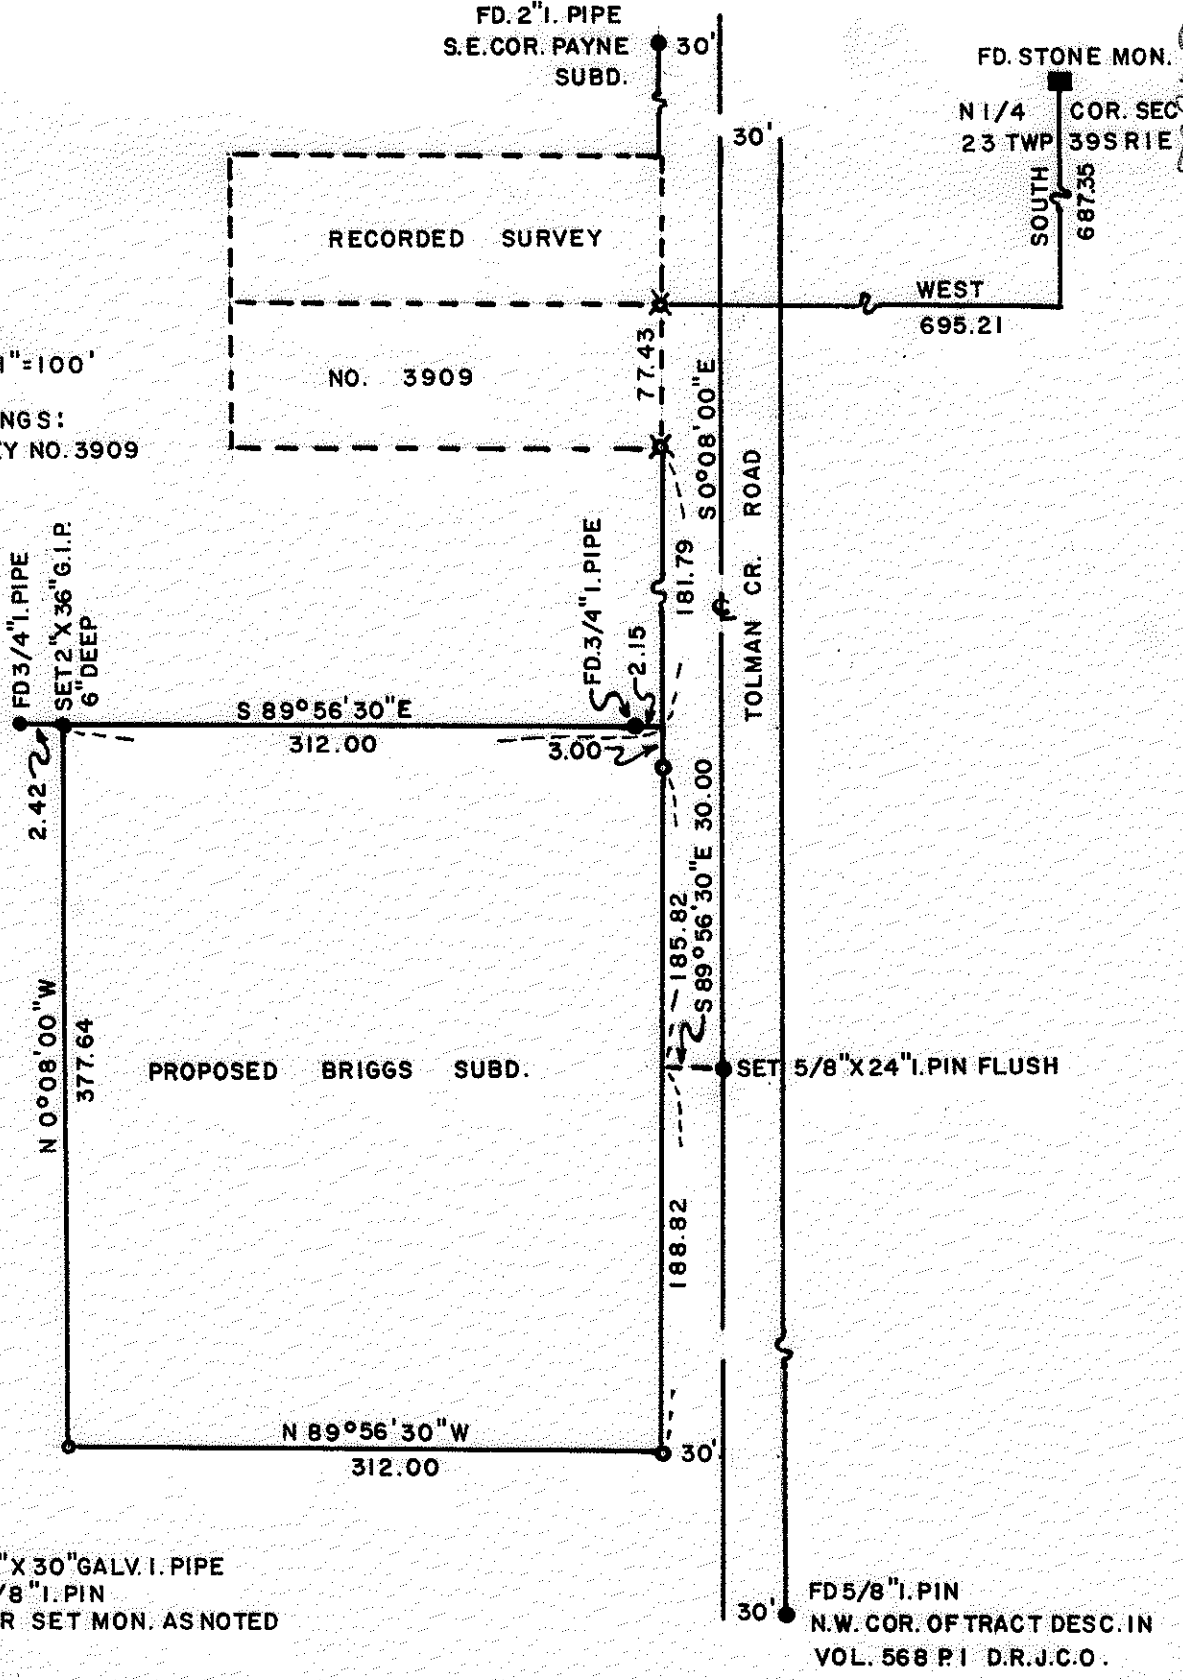 FD. 2" I. PIPE
S.E. COR. PAYNE
SUBD.
30'
FD. STONE MON.
N 1/4 COR. SEC
23 TWP 39S R1E
30'
SOUTH
687.35
RECORDED SURVEY
WEST
695.21
77.43
1"=100'
NO. 3909
S 0°08'00"E
NGS:
EY NO. 3909
TOLMAN CR. ROAD
FD 3/4" I. PIPE
SET 2" X 36" G.I.P.
6" DEEP
FD. 3/4" I. PIPE
2.15
181.79
℄
S 89°56'30"E
312.00
3.00
2.42
S 89°56'30"E 30.00
185.82
N 0°08'00"W
377.64
PROPOSED BRIGGS SUBD.
SET 5/8" X 24" I. PIN FLUSH
188.82
N 89°56'30"W
312.00
30'
" X 30" GALV. I. PIPE
/8" I. PIN
R SET MON. AS NOTED
30'
FD 5/8" I. PIN
N.W. COR. OF TRACT DESC. IN
VOL. 568 P. 1 D.R.J.C.O.